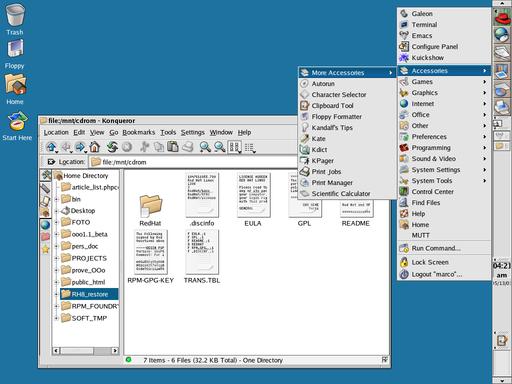 Trash
Floppy
Home
Start Here
file:/mnt/cdrom - Konqueror
Location Edit View Go Bookmarks Tools Settings Window Help
Location: file:/mnt/cdrom
Home Directory
article_list.phpc
bin
Desktop
FOTO
ooo1.1_beta
pers_doc
PROJECTS
prove_OOo
public_html
RH8_restore
RPM_FOUNDR
SOFT_TMP
RedHat
.discinfo
EULA
GPL
README
RPM-GPG-KEY
TRANS.TBL
7 Items - 6 Files (32.2 KB Total) - One Directory
More Accessories
Autorun
Character Selector
Clipboard Tool
Floppy Formatter
Kandalf's Tips
Kate
Kdict
KPager
Print Jobs
Print Manager
Scientific Calculator
Galeon
Terminal
Emacs
Configure Panel
Kuickshow
Accessories
Games
Graphics
Internet
Office
Other
Preferences
Programming
Sound & Video
System Settings
System Tools
Control Center
Find Files
Help
Home
MUTT
Run Command...
Lock Screen
Logout "marco"...
04:2
am